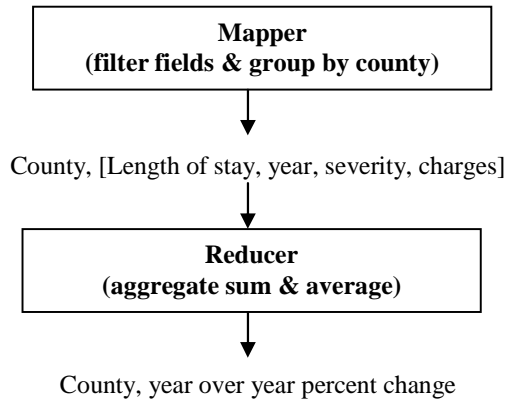 Mapper
(filter fields & group by county)
County, [Length of stay, year, severity, charges]
Reducer
(aggregate sum & average)
County, year over year percent change